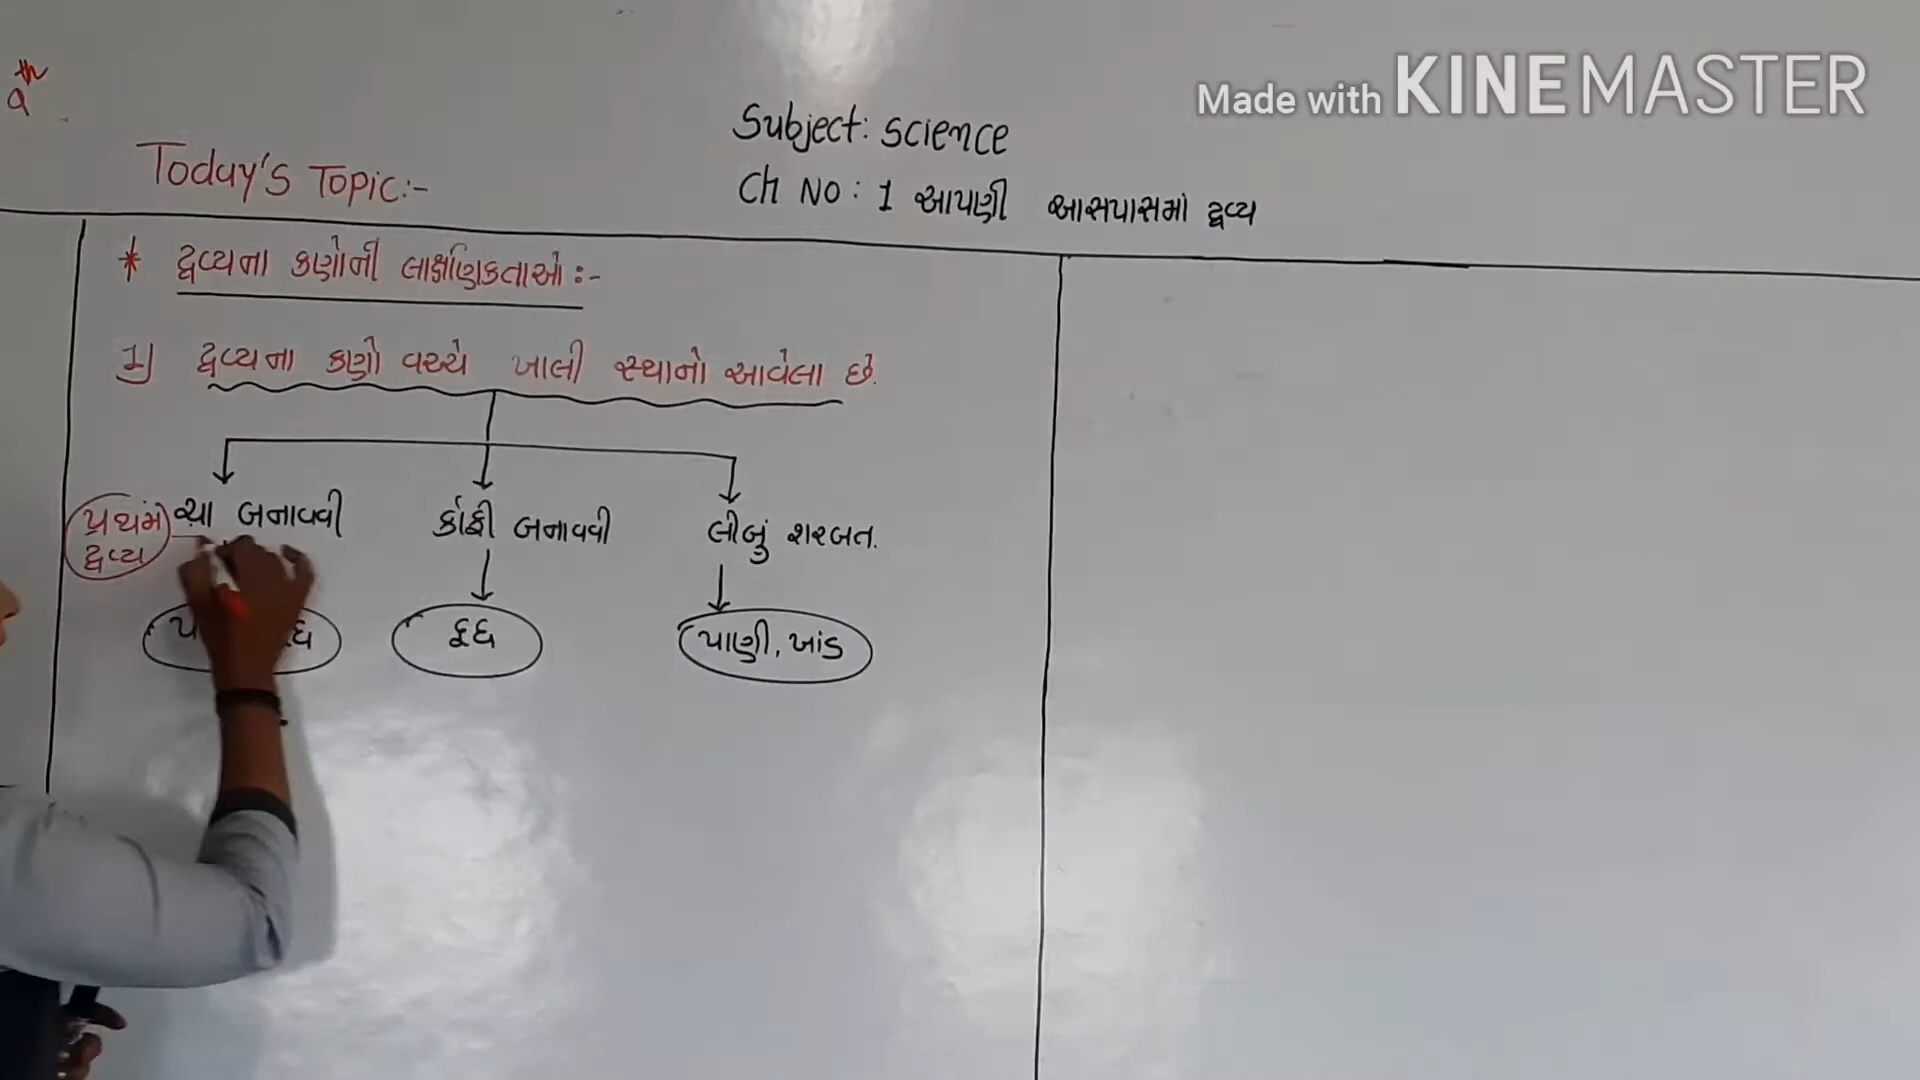 9th
Made with KINEMASTER
Subject: Science
Ch No: 1 આપણી આસપાસમાં દ્રવ્ય
Today's Topic:-
* દ્રવ્યના કણોની લાક્ષણિકતાઓ :-
1) દ્રવ્યના કણો વચ્ચે ખાલી સ્થાનો આવેલા છે.
પ્રથમ દ્રવ્ય
ચા બનાવવી
કૉફી બનાવવી
લીબું શરબત.
દૂધ
પાણી, ખાંડ